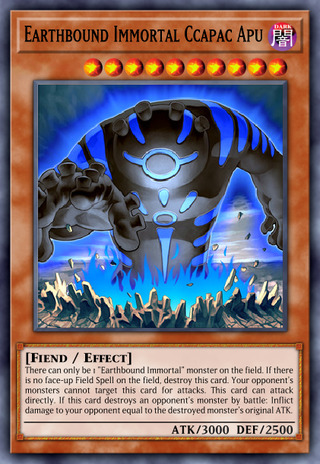 Earthbound Immortal Ccapac Apu
DARK
闇
[Fiend / Effect]
There can only be 1 "Earthbound Immortal" monster on the field. If there
is no face-up Field Spell on the field, destroy this card. Your opponent's
monsters cannot target this card for attacks. This card can attack
directly. If this card destroys an opponent's monster by battle: Inflict
damage to your opponent equal to the destroyed monster's original ATK.
ATK/3000 DEF/2500